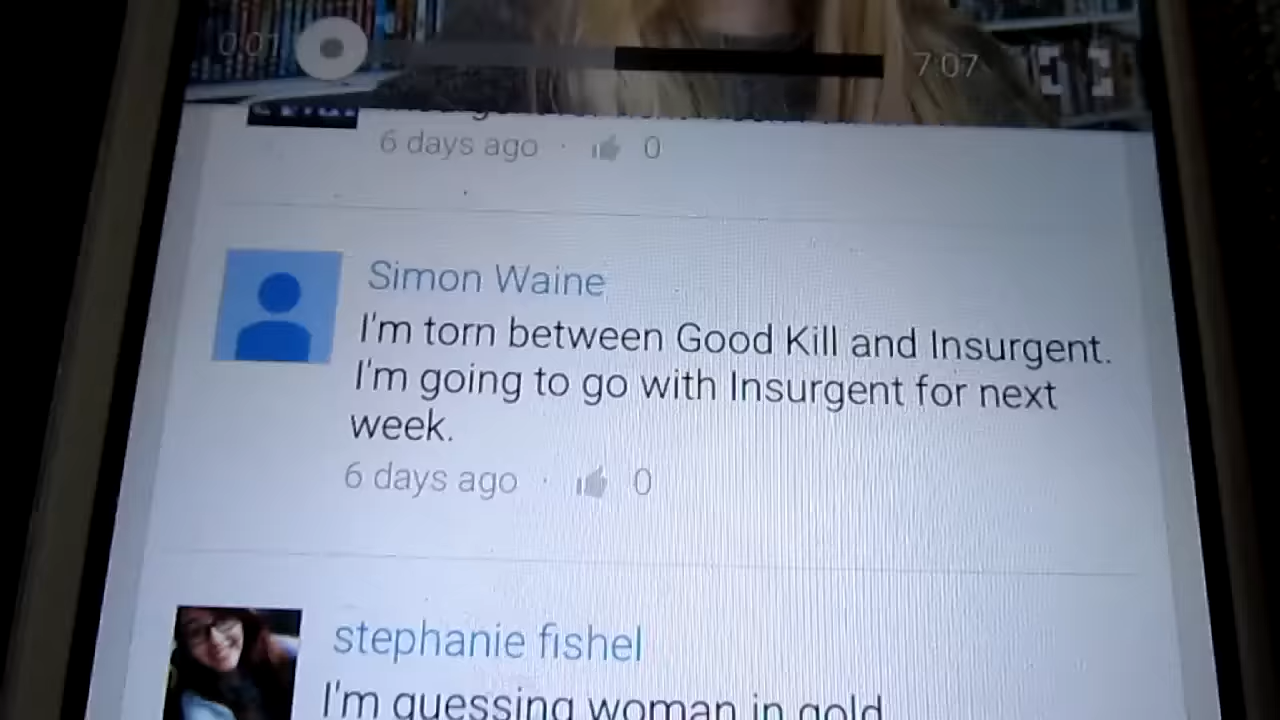 0:01
7:07
6 days ago · 0
Simon Waine
I'm torn between Good Kill and Insurgent.
I'm going to go with Insurgent for next
week.
6 days ago · 0
stephanie fishel
I'm guessing woman in gold